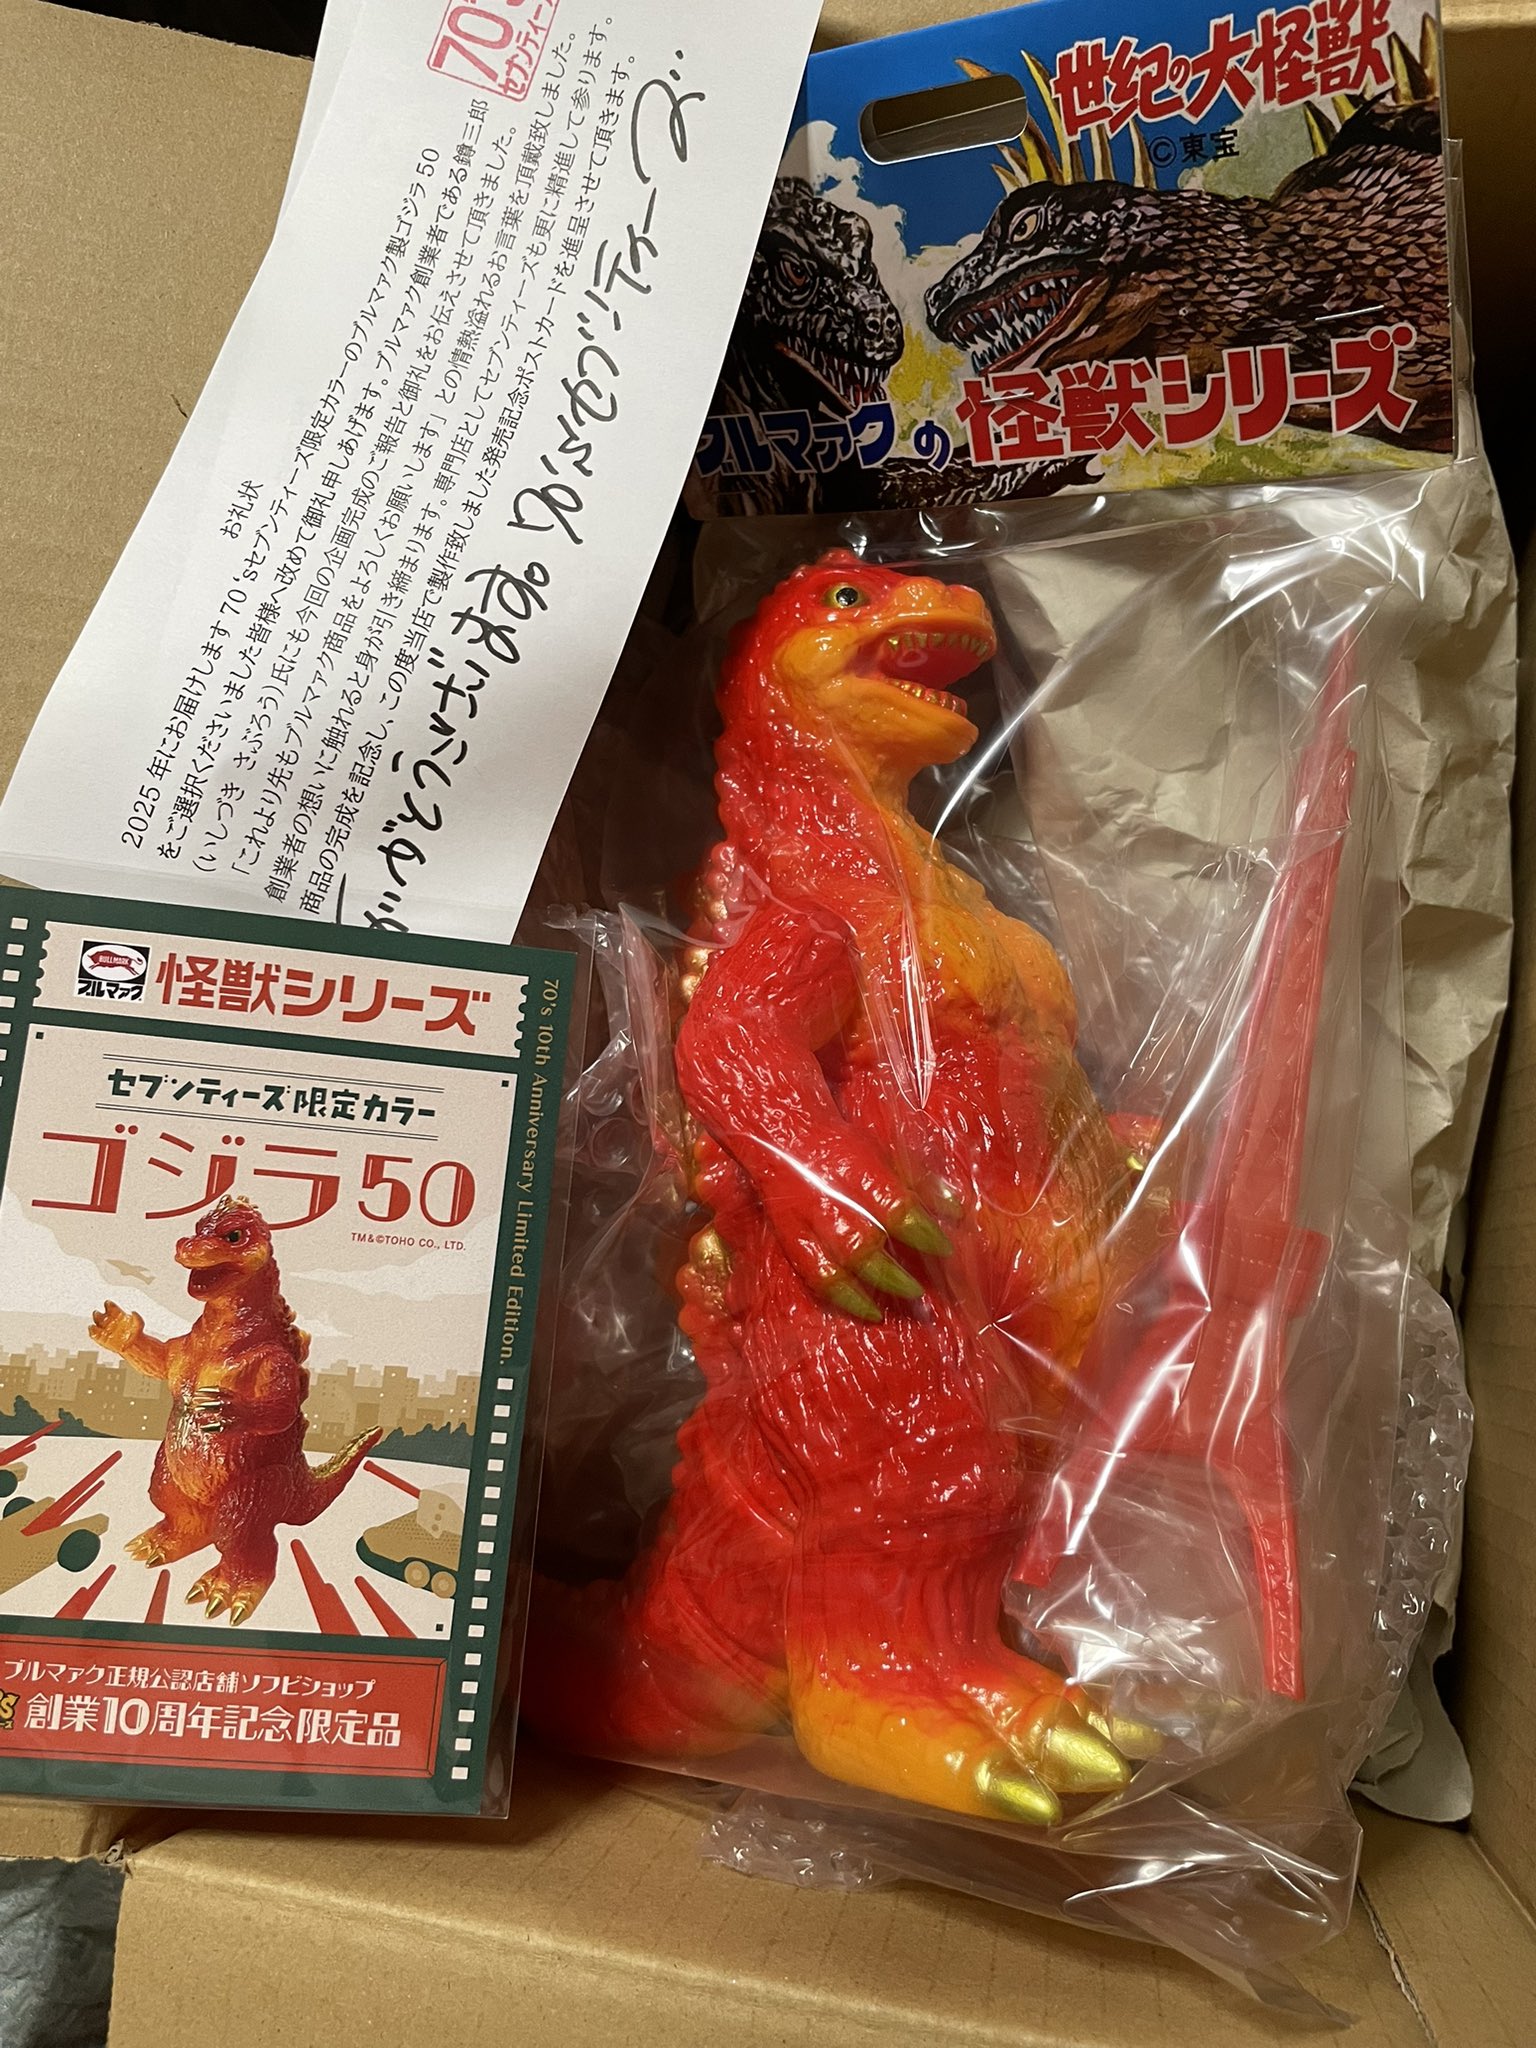 70's
セブンティーズ
お礼状
2025年にお届けします70'sセブンティーズ限定カラーのブルマァク製ゴジラ50
をご選択くださいました皆様へ改めて御礼申しあげます。ブルマァク創業者である鐏三郎
(いしづき さぶろう)氏にも今回の企画完成のご報告と御礼をお伝えさせて頂きました。
「これより先もブルマァク商品をよろしくお願いします」との情熱溢れるお言葉を頂戴致しました。
創業者の想いに触れると身が引き締まります。専門店としてセブンティーズも更に精進して参ります。
商品の完成を記念し、この度当店で製作致しました発売記念ポストカードを進呈させて頂きます。
ありがとうございます。70'sセブンティーズ
世紀の大怪獣
©東宝
ブルマァクの怪獣シリーズ
BULLMARK
ブルマァク
怪獣シリーズ
セブンティーズ限定カラー
ゴジラ50
TM&©TOHO CO., LTD.
70's 10th Anniversary Limited Edition.
ブルマァク正規公認店舗ソフビショップ
創業10周年記念限定品